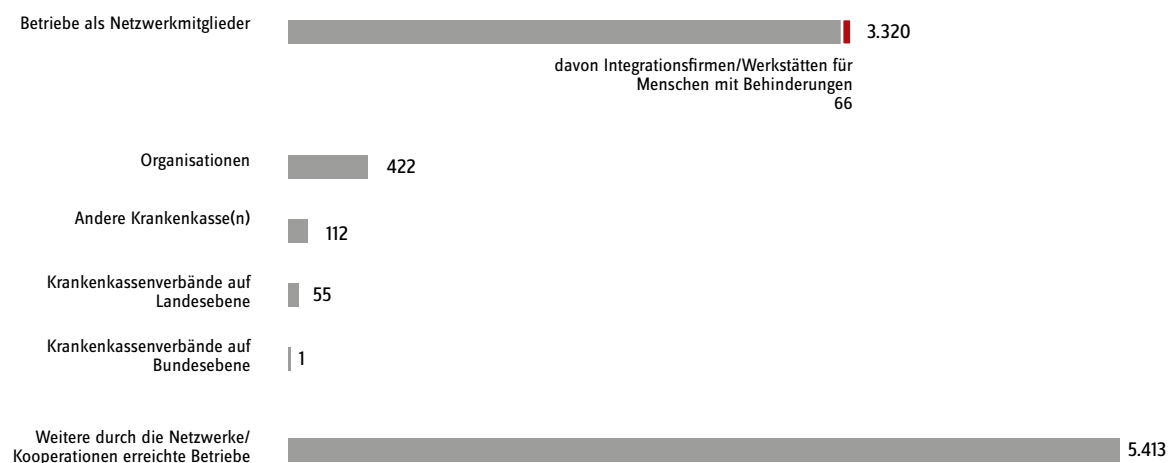 Betriebe als Netzwerkmitglieder
3.320
davon Integrationsfirmen/Werkstätten für
Menschen mit Behinderungen
66
Organisationen
422
Andere Krankenkasse(n)
112
Krankenkassenverbände auf
Landesebene
55
Krankenkassenverbände auf
Bundesebene
1
Weitere durch die Netzwerke/
Kooperationen erreichte Betriebe
5.413